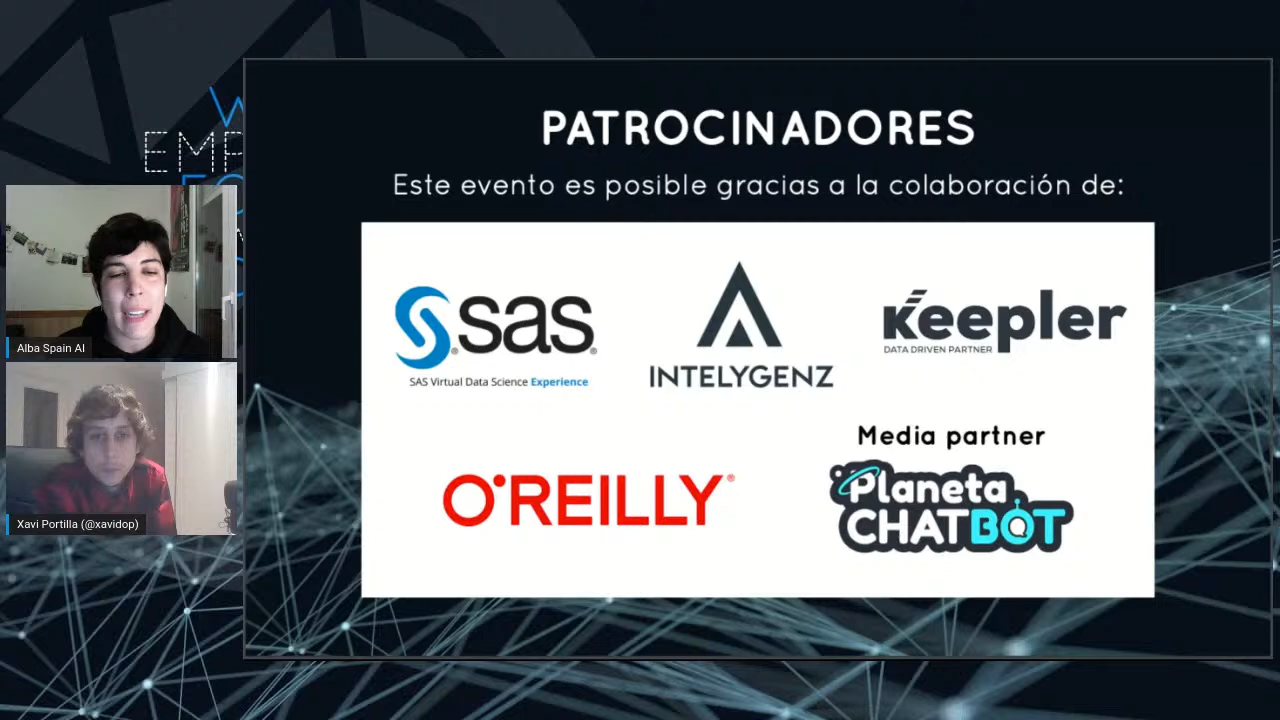 W
EMP
Alba Spain AI
Xavi Portilla (@xavidop)
PATROCINADORES
Este evento es posible gracias a la colaboración de:
sas
SAS Virtual Data Science Experience
INTELYGENZ
Keepler
DATA DRIVEN PARTNER
O'REILLY
Media partner
Planeta
CHATBOT